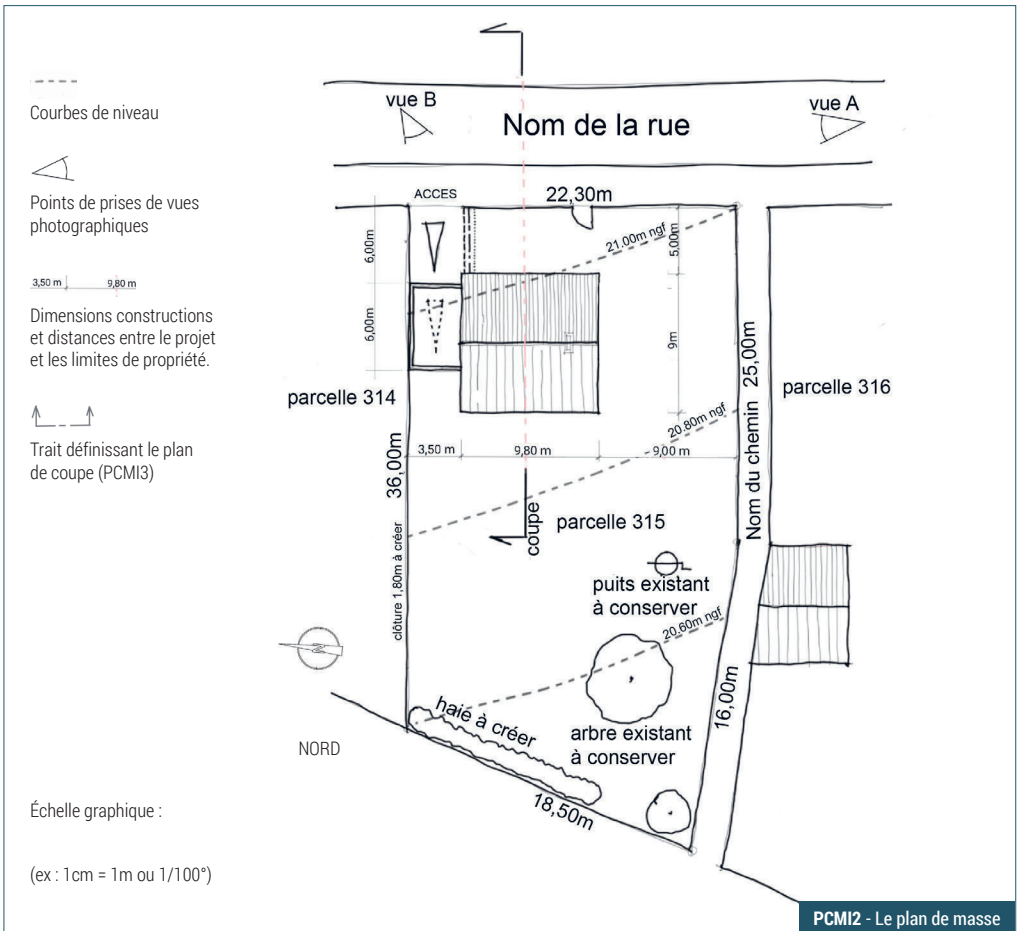 Courbes de niveau
Points de prises de vues
photographiques
3,50 m
9,80 m
Dimensions constructions
et distances entre le projet
et les limites de propriété.
Trait définissant le plan
de coupe (PCMI3)
NORD
Échelle graphique :
(ex : 1cm = 1m ou 1/100°)
vue B
Nom de la rue
vue A
ACCES
22,30m
6,00m
21.00m ngf
5,00m
6,00m
9m
25,00m
parcelle 314
parcelle 316
20.80m ngf
3,50 m
9,80 m
9,00 m
36,00m
Nom du chemin
coupe
parcelle 315
clôture 1,80m à créer
puits existant
à conserver
20.60m ngf
16,00m
haie à créer
arbre existant
à conserver
18,50m
PCMI2 - Le plan de masse